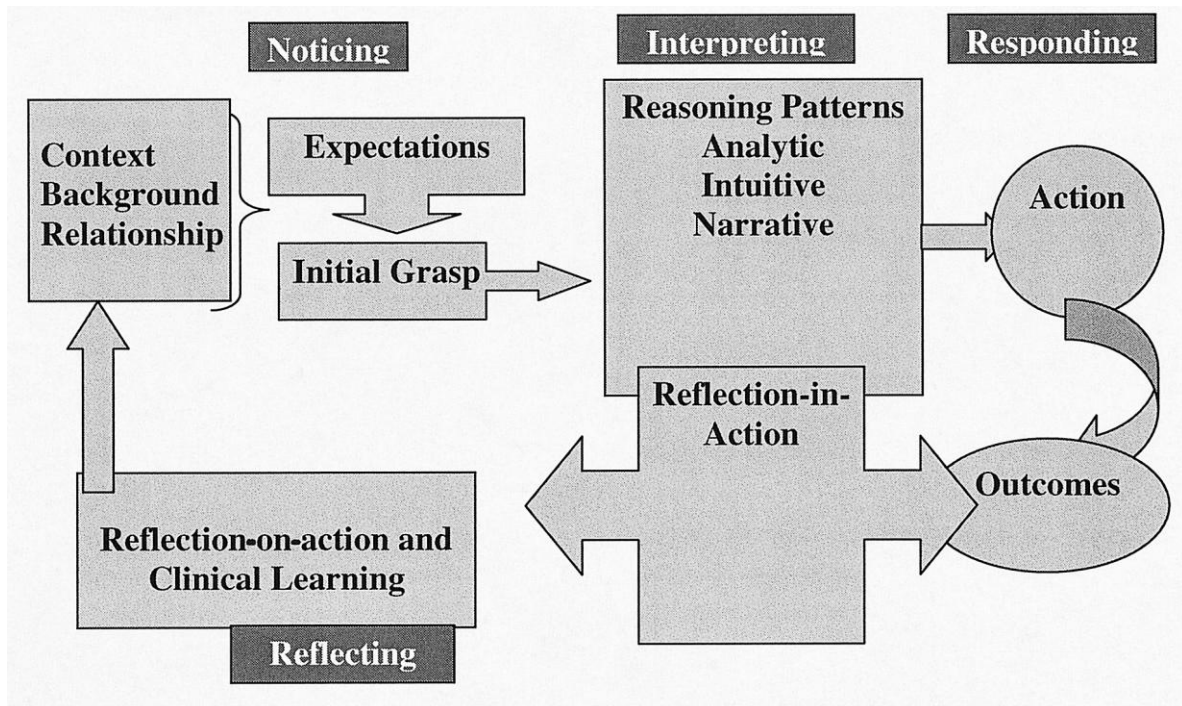 Noticing
Interpreting
Responding
Context
Background
Relationship
Expectations
Initial Grasp
Reasoning Patterns
Analytic
Intuitive
Narrative
Action
Reflection-in-
Action
Outcomes
Reflection-on-action and
Clinical Learning
Reflecting